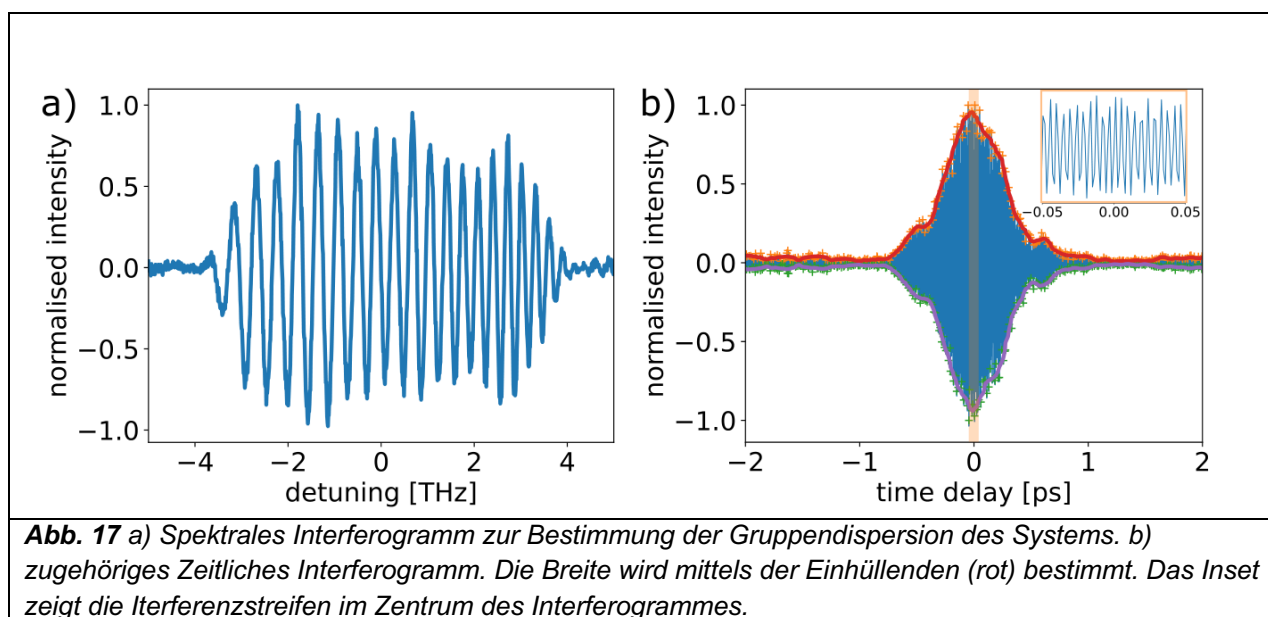 a)
normalised intensity
1.0
0.5
0.0
−0.5
−1.0
−4
−2
0
2
4
detuning [THz]
b)
normalised intensity
1.0
0.5
0.0
−0.5
−1.0
−2
−1
0
1
2
time delay [ps]
−0.05
0.00
0.05
Abb. 17 a) Spektrales Interferogramm zur Bestimmung der Gruppendispersion des Systems. b)
zugehöriges Zeitliches Interferogramm. Die Breite wird mittels der Einhüllenden (rot) bestimmt. Das Inset
zeigt die Iterferenzstreifen im Zentrum des Interferogrammes.